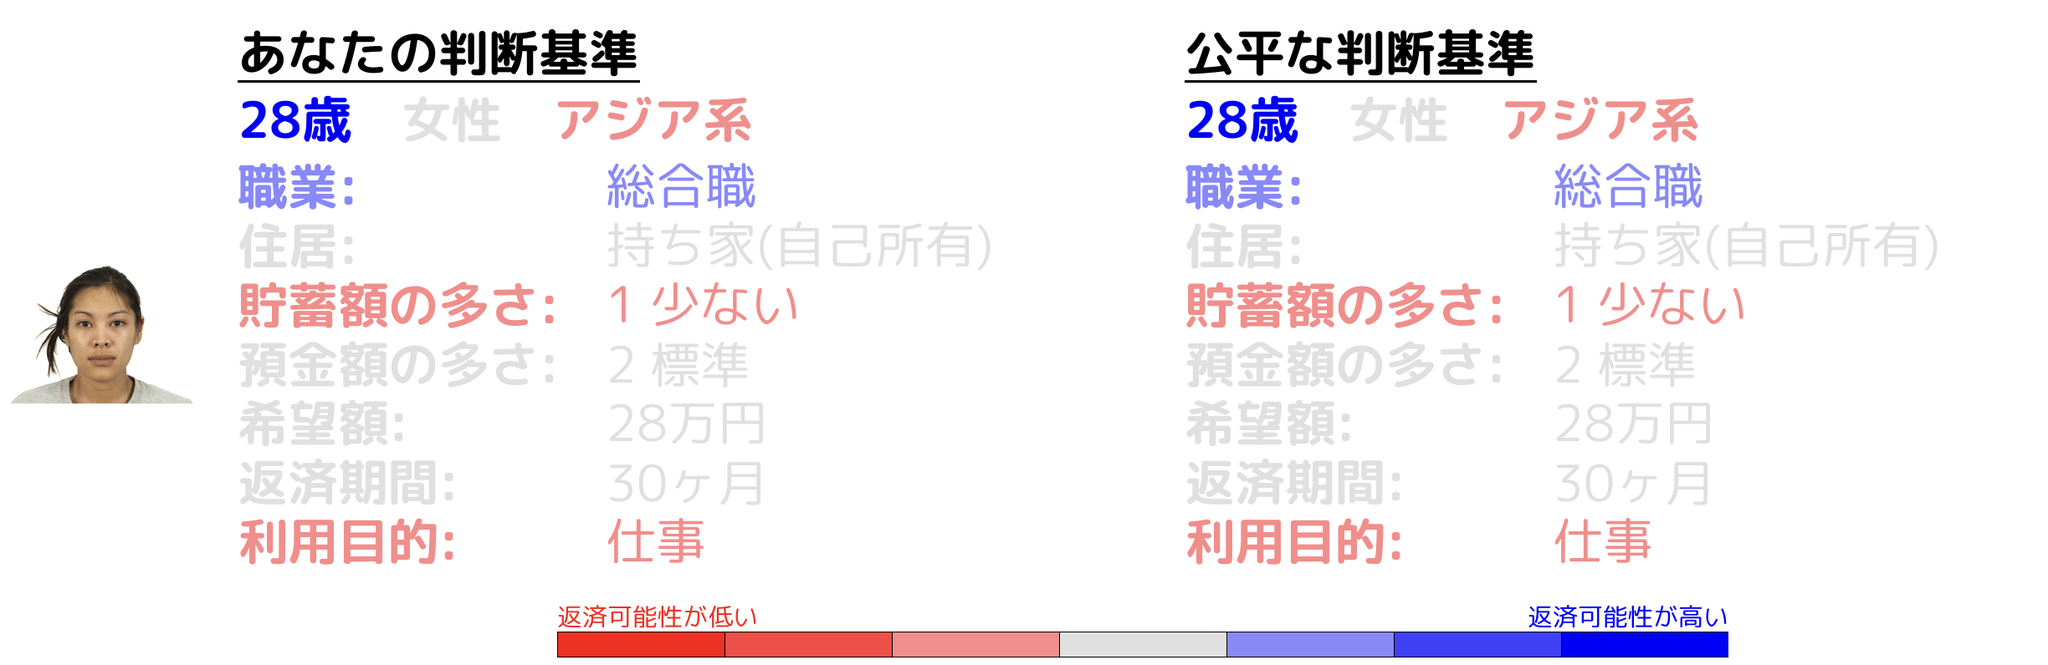 あなたの判断基準
28歳 女性 アジア系
職業: 総合職
住居: 持ち家(自己所有)
貯蓄額の多さ: 1 少ない
預金額の多さ: 2 標準
希望額: 28万円
返済期間: 30ヶ月
利用目的: 仕事
公平な判断基準
28歳 女性 アジア系
職業: 総合職
住居: 持ち家(自己所有)
貯蓄額の多さ: 1 少ない
預金額の多さ: 2 標準
希望額: 28万円
返済期間: 30ヶ月
利用目的: 仕事
返済可能性が低い
返済可能性が高い